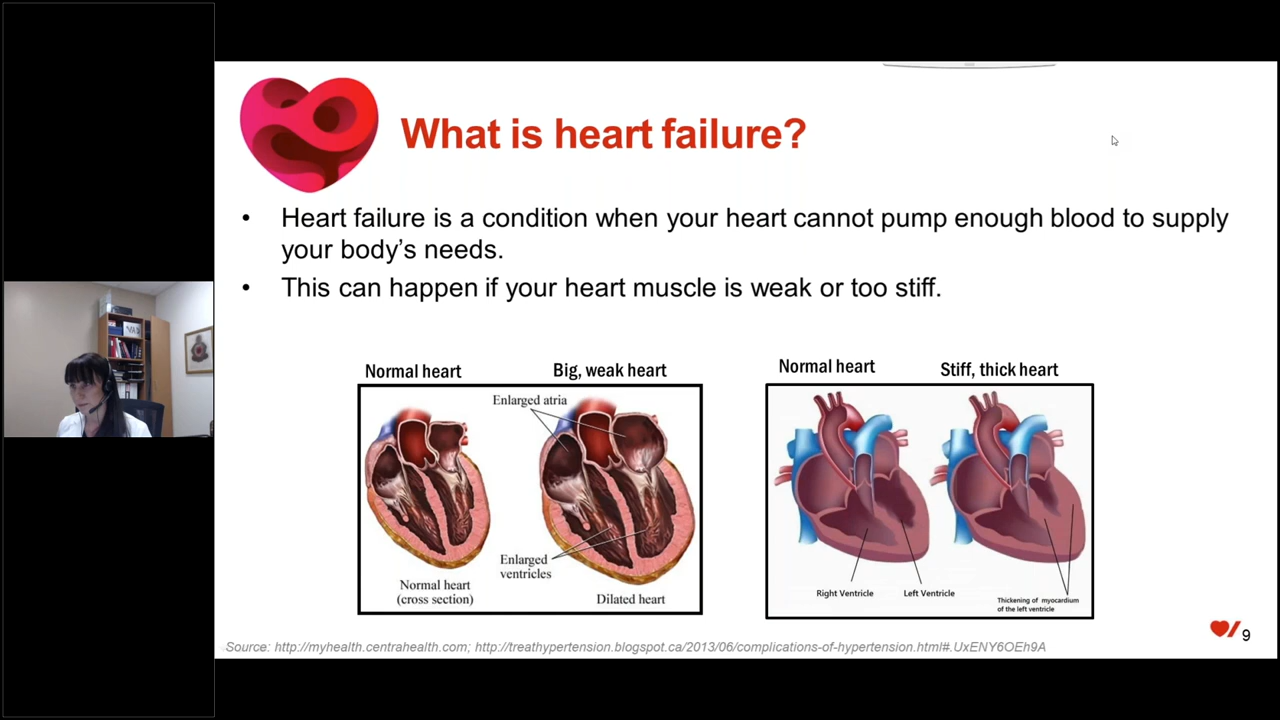 What is heart failure?
• Heart failure is a condition when your heart cannot pump enough blood to supply
your body's needs.
• This can happen if your heart muscle is weak or too stiff.
Normal heart
Big, weak heart
Enlarged atria
Enlarged
ventricles
Normal heart
(cross section)
Dilated heart
Normal heart
Stiff, thick heart
Right Ventricle
Left Ventricle
Thickening of myocardium
of the left ventricle
Source: http://myhealth.centrahealth.com; http://treathypertension.blogspot.ca/2013/06/complications-of-hypertension.html#.UxENY6OEh9A
9